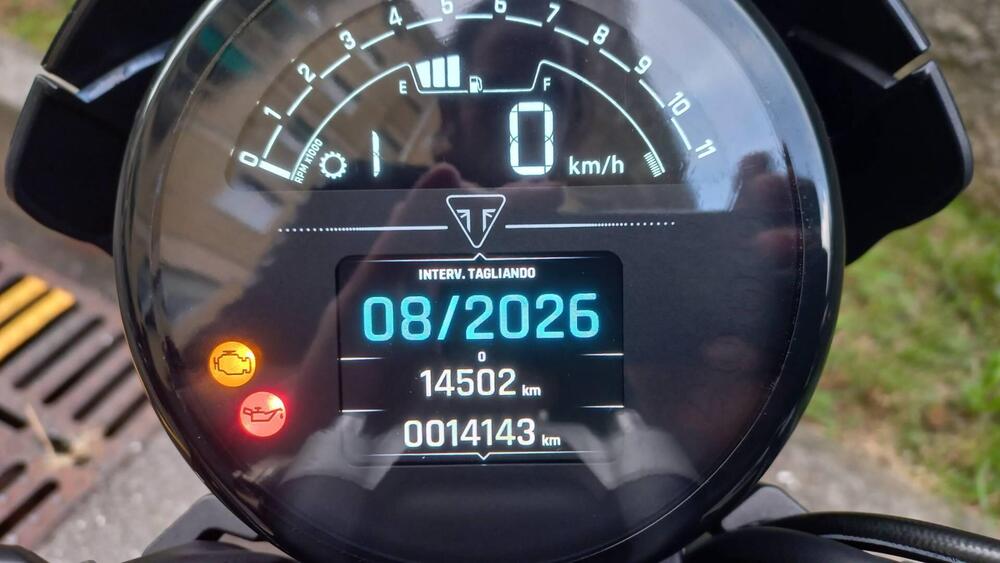 0 1 2 3 4 5 6 7 8 9 10 11
RPM x1000
E F
1 0 km/h
INTERV. TAGLIANDO
08/2026
O
14502 km
0014143 km